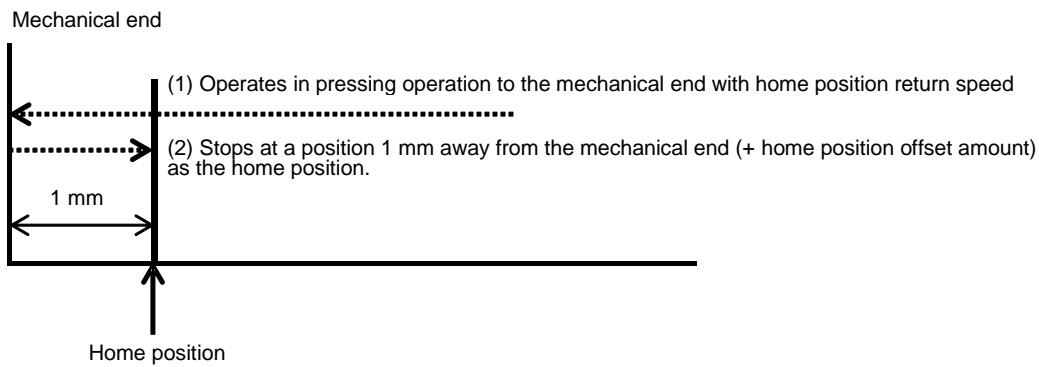 Mechanical end
(1) Operates in pressing operation to the mechanical end with home position return speed
(2) Stops at a position 1 mm away from the mechanical end (+ home position offset amount)
as the home position.
1 mm
Home position